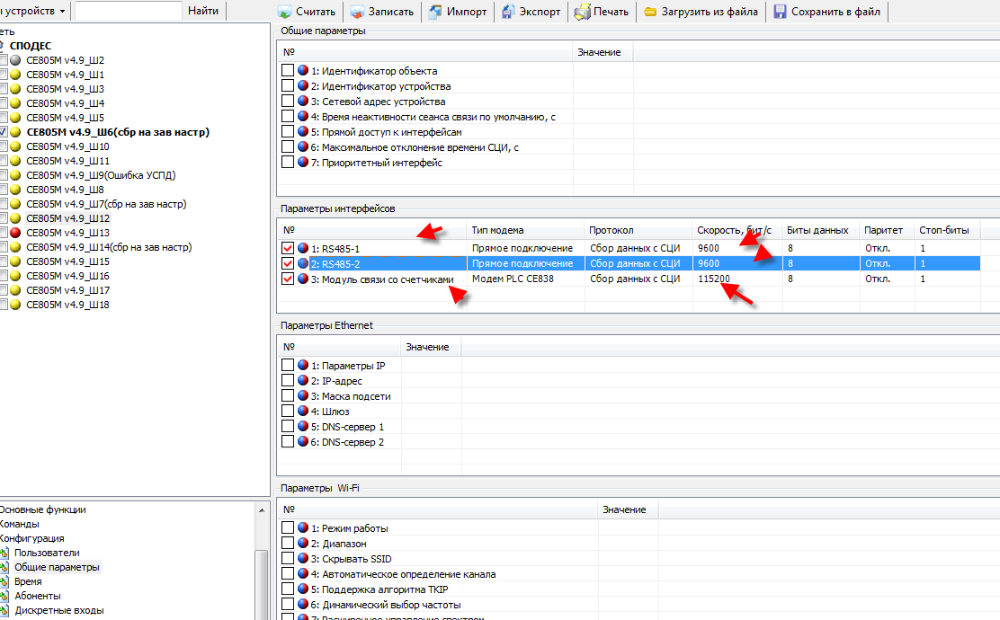 ы устройств Найти Считать Записать Импорт Экспорт Печать Загрузить из файла Сохранить в файл
еть
СПОДЕС
CE805M v4.9_Ш2
CE805M v4.9_Ш1
CE805M v4.9_Ш3
CE805M v4.9_Ш4
CE805M v4.9_Ш5
CE805M v4.9_Ш6(сбр на зав настр)
CE805M v4.9_Ш10
CE805M v4.9_Ш11
CE805M v4.9_Ш9(Ошибка УСПД)
CE805M v4.9_Ш8
CE805M v4.9_Ш7(сбр на зав настр)
CE805M v4.9_Ш12
CE805M v4.9_Ш13
CE805M v4.9_Ш14(сбр на зав настр)
CE805M v4.9_Ш15
CE805M v4.9_Ш16
CE805M v4.9_Ш17
CE805M v4.9_Ш18
Основные функции
Команды
Конфигурация
Пользователи
Общие параметры
Время
Абоненты
Дискретные входы
Общие параметры
№ Значение
1: Идентификатор объекта
2: Идентификатор устройства
3: Сетевой адрес устройства
4: Время неактивности сеанса связи по умолчанию, с
5: Прямой доступ к интерфейсам
6: Максимальное отклонение времени СЦИ, с
7: Приоритетный интерфейс
Параметры интерфейсов
№ Тип модема Протокол Скорость, бит/с Биты данных Паритет Стоп-биты
1: RS485-1 Прямое подключение Сбор данных с СЦИ 9600 8 Откл. 1
2: RS485-2 Прямое подключение Сбор данных с СЦИ 9600 8 Откл. 1
3: Модуль связи со счетчиками Модем PLC CE838 Сбор данных с СЦИ 115200 8 Откл. 1
Параметры Ethernet
№ Значение
1: Параметры IP
2: IP-адрес
3: Маска подсети
4: Шлюз
5: DNS-сервер 1
6: DNS-сервер 2
Параметры Wi-Fi
№ Значение
1: Режим работы
2: Диапазон
3: Скрывать SSID
4: Автоматическое определение канала
5: Поддержка алгоритма TKIP
6: Динамический выбор частоты
7: Расширенное управление спектром